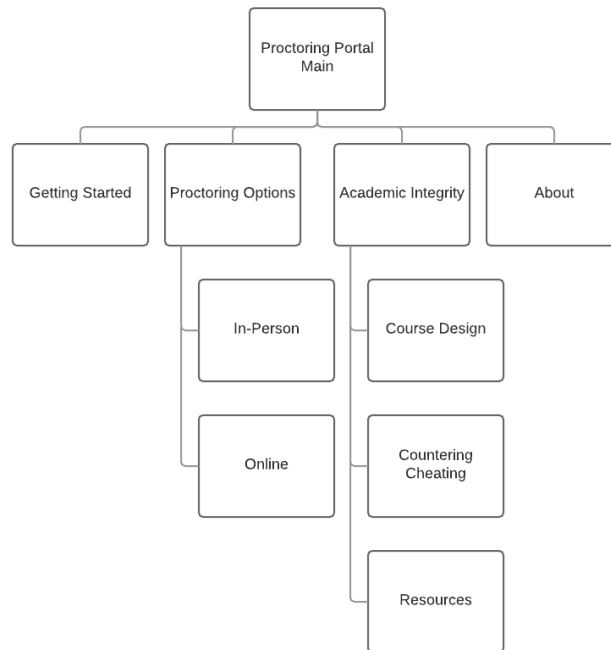 Proctoring Portal
Main
Getting Started
Proctoring Options
Academic Integrity
About
In-Person
Course Design
Online
Countering
Cheating
Resources